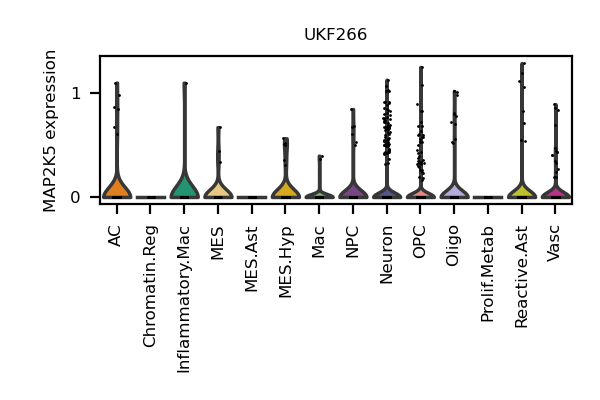 UKF266
MAP2K5 expression
1
0
AC
Chromatin.Reg
Inflammatory.Mac
MES
MES.Ast
MES.Hyp
Mac
NPC
Neuron
OPC
Oligo
Prolif.Metab
Reactive.Ast
Vasc